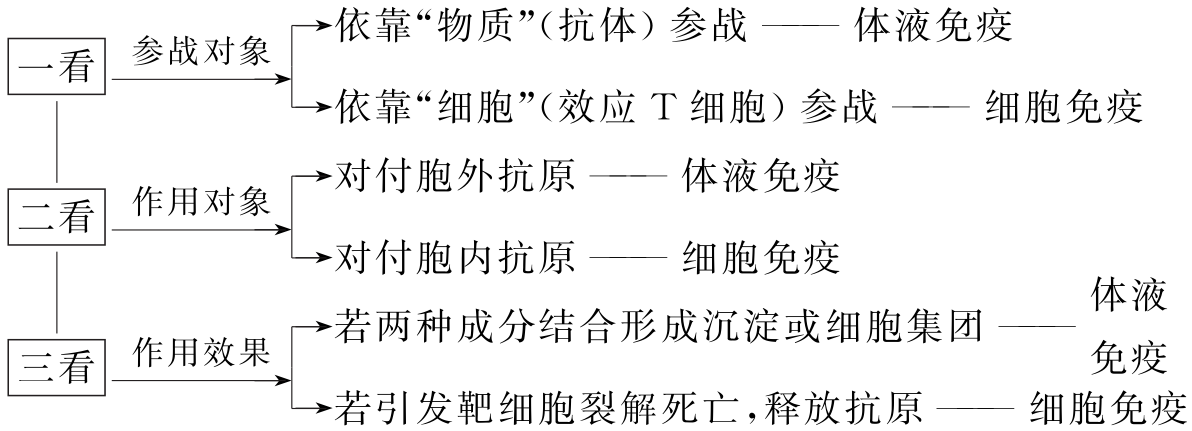 依靠“物质”(抗体)参战 —— 体液免疫
一看 参战对象
依靠“细胞”(效应 T 细胞)参战 —— 细胞免疫
对付胞外抗原 —— 体液免疫
二看 作用对象
对付胞内抗原 —— 细胞免疫
若两种成分结合形成沉淀或细胞集团 —— 体液
免疫
三看 作用效果
若引发靶细胞裂解死亡,释放抗原 —— 细胞免疫